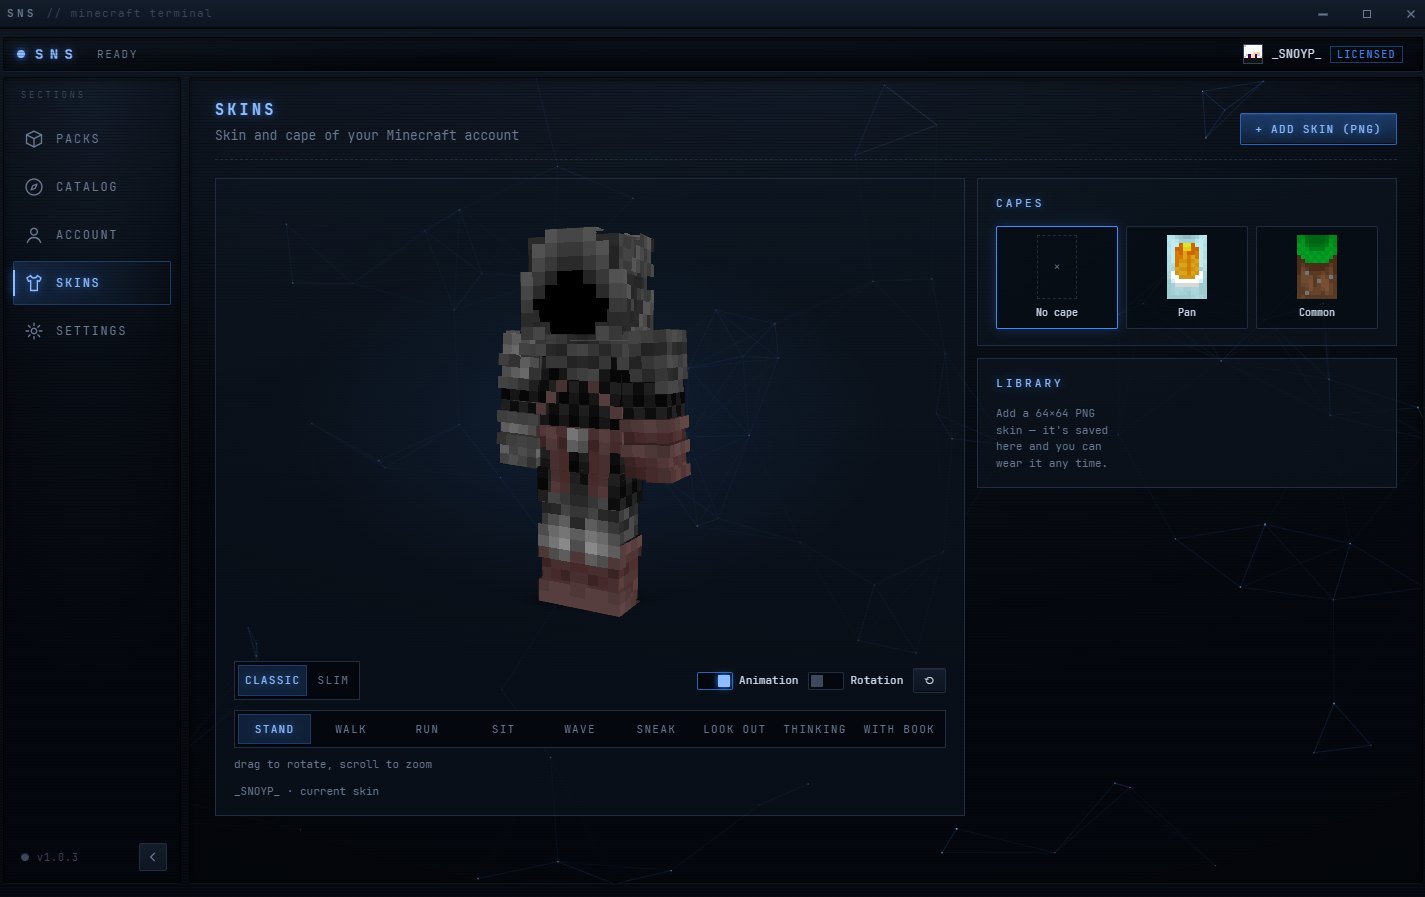 SNS // minecraft terminal
SNS READY
_SNOYP_ LICENSED
SECTIONS
PACKS
CATALOG
ACCOUNT
SKINS
SETTINGS
v1.0.3
SKINS
Skin and cape of your Minecraft account
+ ADD SKIN (PNG)
CLASSIC SLIM
Animation Rotation
STAND WALK RUN SIT WAVE SNEAK LOOK OUT THINKING WITH BOOK
drag to rotate, scroll to zoom
_SNOYP_ · current skin
CAPES
No cape Pan Common
LIBRARY
Add a 64×64 PNG
skin — it's saved
here and you can
wear it any time.